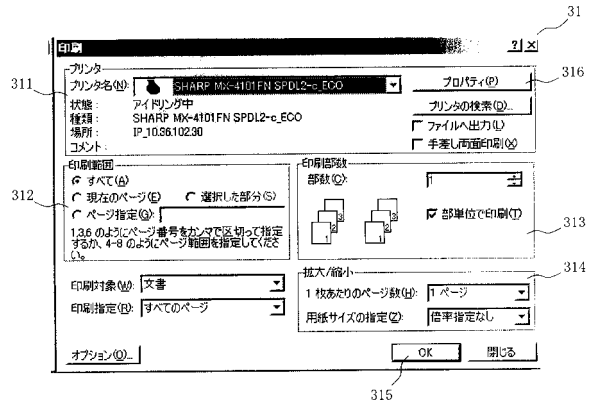 31
印刷
? ×
311
プリンタ
プリンタ名(N):
SHARP MX-4101FN SPDL2-c_ECO
プロパティ(P)
316
状態:
アイドリング中
プリンタの検索(D)...
種類:
SHARP MX-4101FN SPDL2-c_ECO
ファイルへ出力(L)
場所:
IP_10.36.102.30
手差し両面印刷(X)
コメント:
312
印刷範囲
すべて(A)
現在のページ(E)
選択した部分(S)
ページ指定(G):
1,3,6 のようにページ番号をカンマで区切って指定
するか、4-8 のようにページ範囲を指定してくださ
い。
印刷部数
部数(C):
1
3
2
1
3
2
1
部単位で印刷(T)
313
印刷対象(W):
文書
印刷指定(R):
すべてのページ
拡大/縮小
314
1 枚あたりのページ数(H):
1 ページ
用紙サイズの指定(Z):
倍率指定なし
オプション(O)...
OK
閉じる
315